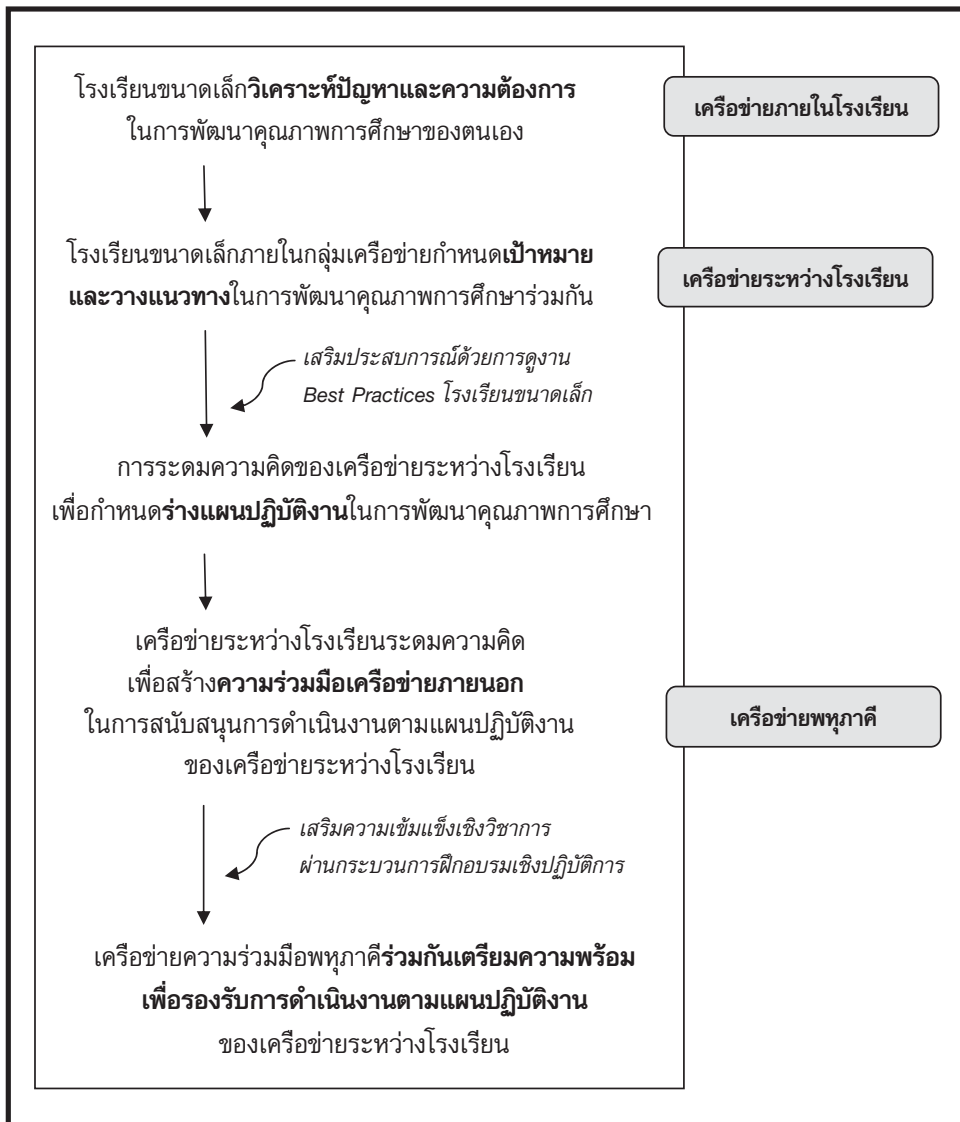 โรงเรียนขนาดเล็กวิเคราะห์ปัญหาและความต้องการ
ในการพัฒนาคุณภาพการศึกษาของตนเอง
เครือข่ายภายในโรงเรียน
โรงเรียนขนาดเล็กภายในกลุ่มเครือข่ายกำหนดเป้าหมาย
และวางแนวทางในการพัฒนาคุณภาพการศึกษาร่วมกัน
เครือข่ายระหว่างโรงเรียน
เสริมประสบการณ์ด้วยการดูงาน
Best Practices โรงเรียนขนาดเล็ก
การระดมความคิดของเครือข่ายระหว่างโรงเรียน
เพื่อกำหนดร่างแผนปฏิบัติงานในการพัฒนาคุณภาพการศึกษา
เครือข่ายระหว่างโรงเรียนระดมความคิด
เพื่อสร้างความร่วมมือเครือข่ายภายนอก
ในการสนับสนุนการดำเนินงานตามแผนปฏิบัติงาน
ของเครือข่ายระหว่างโรงเรียน
เครือข่ายพหุภาคี
เสริมความเข้มแข็งเชิงวิชาการ
ผ่านกระบวนการฝึกอบรมเชิงปฏิบัติการ
เครือข่ายความร่วมมือพหุภาคีร่วมกันเตรียมความพร้อม
เพื่อรองรับการดำเนินงานตามแผนปฏิบัติงาน
ของเครือข่ายระหว่างโรงเรียน